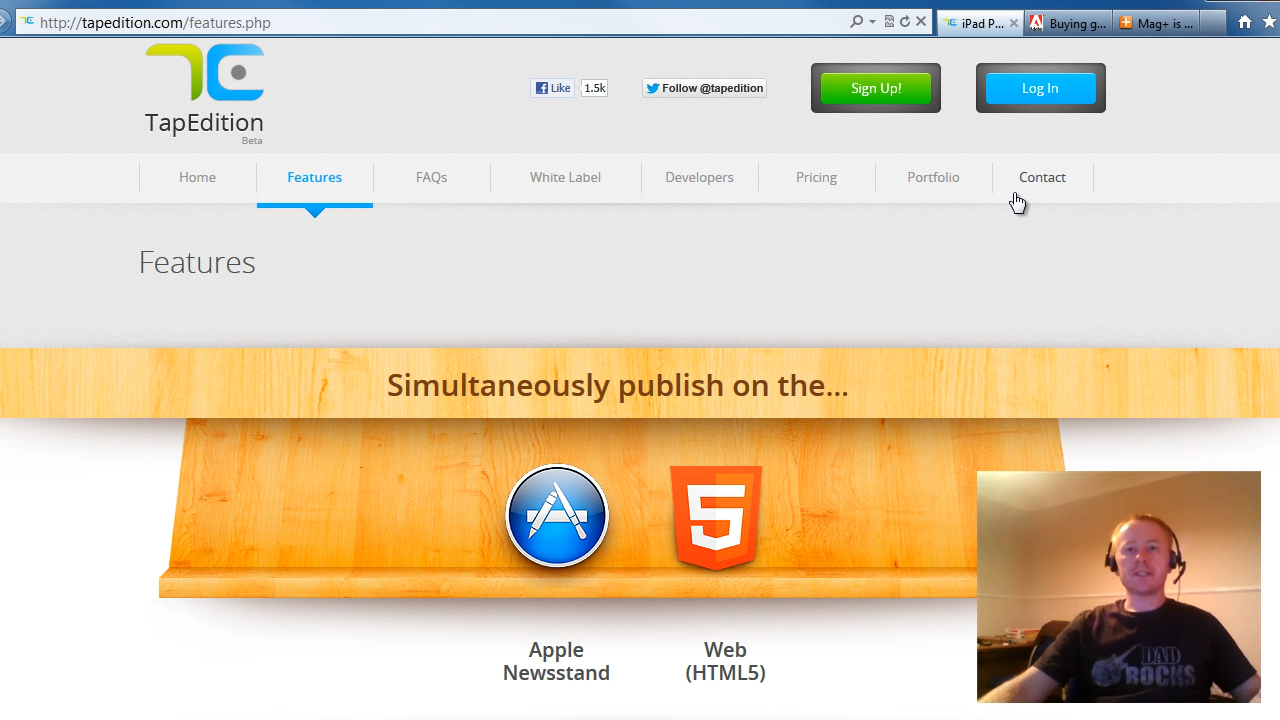 http://tapedition.com/features.php
iPad P...
Buying g...
Mag+ is ...
TapEdition
Beta
Like
1.5k
Follow @tapedition
Sign Up!
Log In
Home
Features
FAQs
White Label
Developers
Pricing
Portfolio
Contact
Features
Simultaneously publish on the...
5
Apple
Newsstand
Web
(HTML5)
DAD
ROCKS